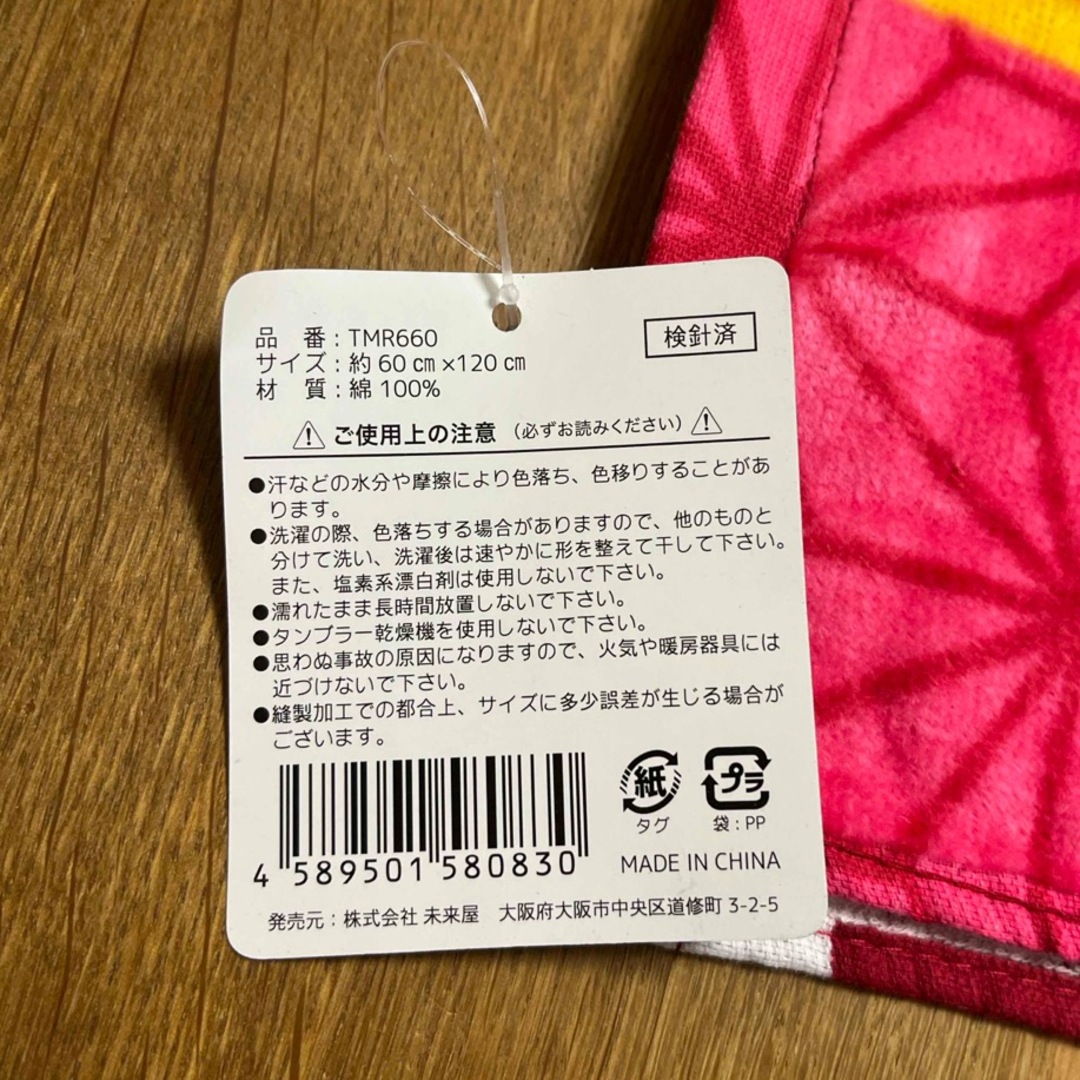 品　番：TMR660
検針済
サイズ：約60㎝×120㎝
材　質：綿100%
ご使用上の注意（必ずお読みください）
●汗などの水分や摩擦により色落ち、色移りすることがあ
ります。
●洗濯の際、色落ちする場合がありますので、他のものと
分けて洗い、洗濯後は速やかに形を整えて干して下さい。
また、塩素系漂白剤は使用しないで下さい。
●濡れたまま長時間放置しないで下さい。
●タンブラー乾燥機を使用しないで下さい。
●思わぬ事故の原因になりますので、火気や暖房器具には
近づけないで下さい。
●縫製加工での都合上、サイズに多少誤差が生じる場合が
ございます。
紙
プラ
タグ
袋：PP
4 589501 580830
MADE IN CHINA
発売元：株式会社 未来屋　大阪府大阪市中央区道修町 3-2-5